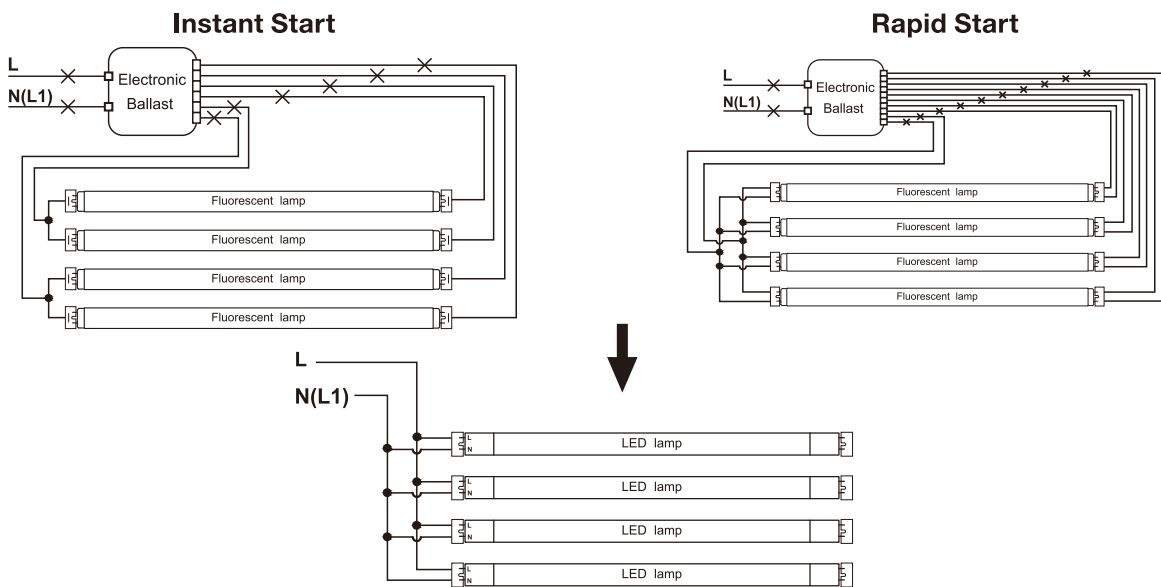 Instant Start
L
N(L1)
Electronic
Ballast
Fluorescent lamp
Fluorescent lamp
Fluorescent lamp
Fluorescent lamp
Rapid Start
L
N(L1)
Electronic
Ballast
Fluorescent lamp
Fluorescent lamp
Fluorescent lamp
Fluorescent lamp
L
N(L1)
L
N
LED lamp
L
N
LED lamp
L
N
LED lamp
L
N
LED lamp